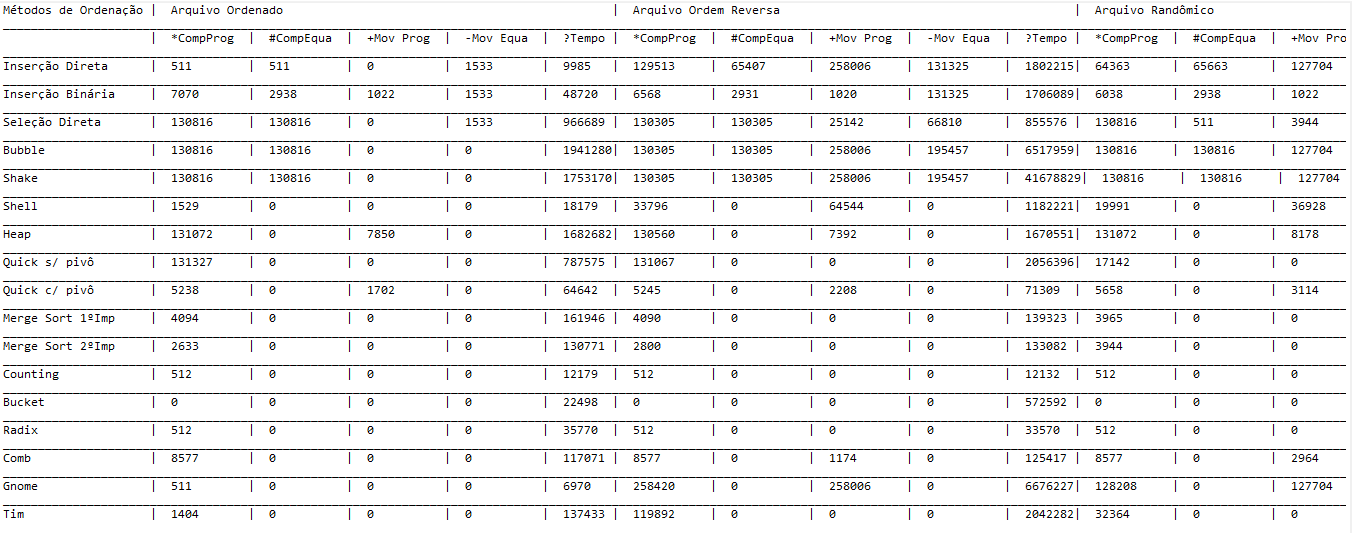 Métodos de Ordenação | Arquivo Ordenado | Arquivo Ordem Reversa | Arquivo Randômico
| *CompProg | #CompEqua | +Mov Prog | -Mov Equa | ?Tempo | *CompProg | #CompEqua | +Mov Prog | -Mov Equa | ?Tempo | *CompProg | #CompEqua | +Mov Pro
Inserção Direta | 511 | 511 | 0 | 1533 | 9985 | 129513 | 65407 | 258006 | 131325 | 1802215| 64363 | 65663 | 127704
Inserção Binária | 7070 | 2938 | 1022 | 1533 | 48720 | 6568 | 2931 | 1020 | 131325 | 1706089| 6038 | 2938 | 1022
Seleção Direta | 130816 | 130816 | 0 | 1533 | 966689 | 130305 | 130305 | 25142 | 66810 | 855576 | 130816 | 511 | 3944
Bubble | 130816 | 130816 | 0 | 0 | 1941280| 130305 | 130305 | 258006 | 195457 | 6517959| 130816 | 130816 | 127704
Shake | 130816 | 130816 | 0 | 0 | 1753170| 130305 | 130305 | 258006 | 195457 | 41678829| 130816 | 130816 | 127704
Shell | 1529 | 0 | 0 | 0 | 18179 | 33796 | 0 | 64544 | 0 | 1182221| 19991 | 0 | 36928
Heap | 131072 | 0 | 7850 | 0 | 1682682| 130560 | 0 | 7392 | 0 | 1670551| 131072 | 0 | 8178
Quick s/ pivô | 131327 | 0 | 0 | 0 | 787575 | 131067 | 0 | 0 | 0 | 2056396| 17142 | 0 | 0
Quick c/ pivô | 5238 | 0 | 1702 | 0 | 64642 | 5245 | 0 | 2208 | 0 | 71309 | 5658 | 0 | 3114
Merge Sort 1ºImp | 4094 | 0 | 0 | 0 | 161946 | 4090 | 0 | 0 | 0 | 139323 | 3965 | 0 | 0
Merge Sort 2ºImp | 2633 | 0 | 0 | 0 | 130771 | 2800 | 0 | 0 | 0 | 133082 | 3944 | 0 | 0
Counting | 512 | 0 | 0 | 0 | 12179 | 512 | 0 | 0 | 0 | 12132 | 512 | 0 | 0
Bucket | 0 | 0 | 0 | 0 | 22498 | 0 | 0 | 0 | 0 | 572592 | 0 | 0 | 0
Radix | 512 | 0 | 0 | 0 | 35770 | 512 | 0 | 0 | 0 | 33570 | 512 | 0 | 0
Comb | 8577 | 0 | 0 | 0 | 117071 | 8577 | 0 | 1174 | 0 | 125417 | 8577 | 0 | 2964
Gnome | 511 | 0 | 0 | 0 | 6970 | 258420 | 0 | 258006 | 0 | 6676227| 128208 | 0 | 127704
Tim | 1404 | 0 | 0 | 0 | 137433 | 119892 | 0 | 0 | 0 | 2042282| 32364 | 0 | 0